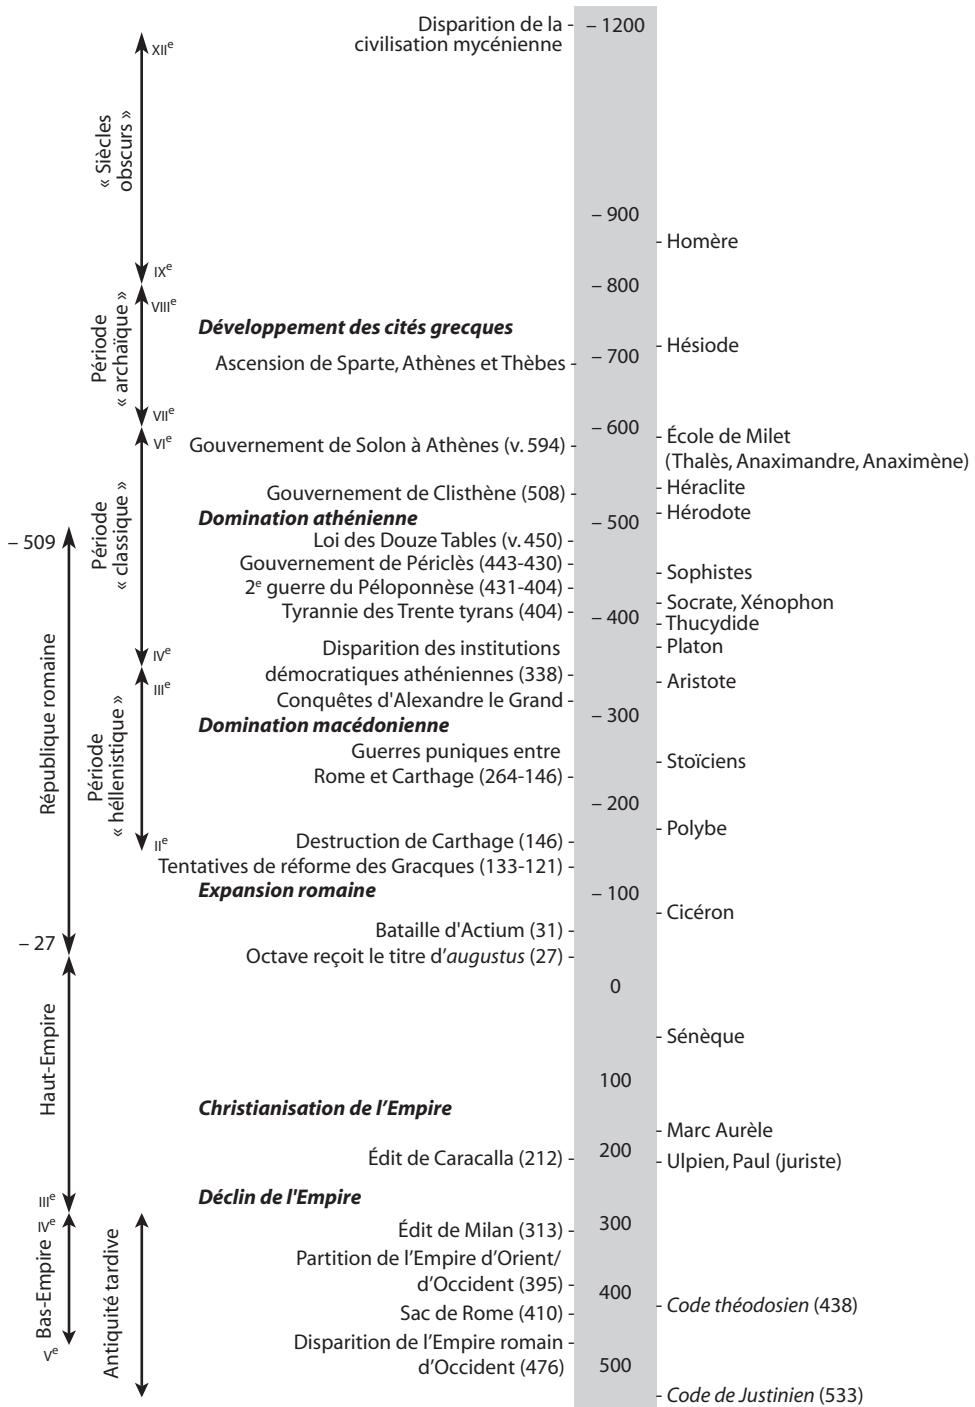 Disparition de la
civilisation mycénienne
– 1200
XIIe
« Siècles
obscurs »
– 900
Homère
IXe
– 800
VIIIe
Période
« archaïque »
Développement des cités grecques
Hésiode
Ascension de Sparte, Athènes et Thèbes
– 700
VIIe
– 600
VIe
Gouvernement de Solon à Athènes (v. 594)
École de Milet
(Thalès, Anaximandre, Anaximène)
Période
« classique »
Gouvernement de Clisthène (508)
Héraclite
Domination athénienne
– 500
Hérodote
– 509
Loi des Douze Tables (v. 450)
Gouvernement de Périclès (443-430)
Sophistes
2e guerre du Péloponnèse (431-404)
Tyrannie des Trente tyrans (404)
– 400
Socrate, Xénophon
Thucydide
Platon
IVe
Disparition des institutions
démocratiques athéniennes (338)
IIIe
Aristote
Conquêtes d'Alexandre le Grand
– 300
République romaine
Période
« héllenistique »
Domination macédonienne
Guerres puniques entre
Rome et Carthage (264-146)
Stoïciens
– 200
Polybe
IIe
Destruction de Carthage (146)
Tentatives de réforme des Gracques (133-121)
Expansion romaine
– 100
Cicéron
Bataille d'Actium (31)
– 27
Octave reçoit le titre d'augustus (27)
0
Haut-Empire
Sénèque
100
Christianisation de l’Empire
Marc Aurèle
Édit de Caracalla (212)
200
Ulpien, Paul (juriste)
Déclin de l'Empire
IIIe
IVe
Édit de Milan (313)
300
Bas-Empire
Antiquité tardive
Partition de l’Empire d’Orient/
d’Occident (395)
400
Sac de Rome (410)
Code théodosien (438)
Ve
Disparition de l’Empire romain
d’Occident (476)
500
Code de Justinien (533)